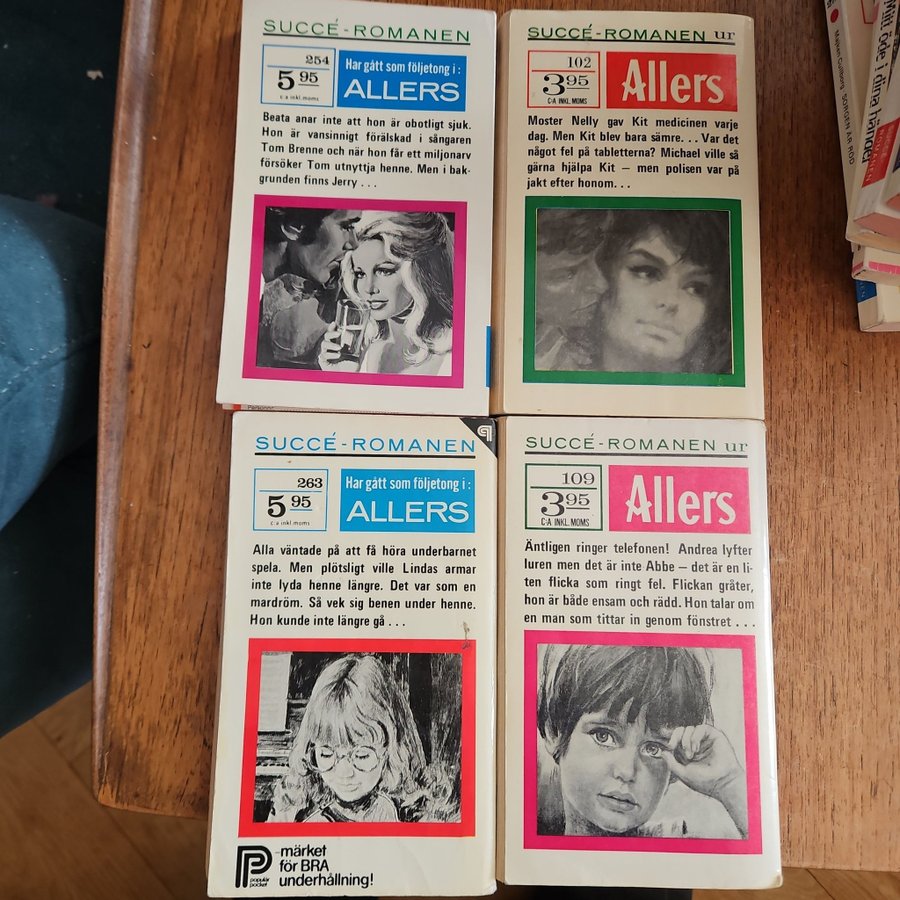 SUCCÉ-ROMANEN
254
5 95
c:a inkl.moms
Har gått som följetong i:
ALLERS
Beata anar inte att hon är obotligt sjuk.
Hon är vansinnigt förälskad i sångaren
Tom Brenne och när hon får ett miljonarv
försöker Tom utnyttja henne. Men i bak-
grunden finns Jerry . . .
SUCCÉ-ROMANEN ur
102
3 95
C:A INKL. MOMS
Allers
Moster Nelly gav Kit medicinen varje
dag. Men Kit blev bara sämre. . . Var det
något fel på tabletterna? Michael ville så
gärna hjälpa Kit – men polisen var på
jakt efter honom. . .
SUCCÉ-ROMANEN
263
5 95
c:a inkl.moms
Har gått som följetong i:
ALLERS
Alla väntade på att få höra underbarnet
spela. Men plötsligt ville Lindas armar
inte lyda henne längre. Det var som en
mardröm. Så vek sig benen under henne.
Hon kunde inte längre gå . . .
populär
pocket
-märket
för BRA
underhållning!
SUCCÉ-ROMANEN ur
109
3 95
C:A INKL. MOMS
Allers
Äntligen ringer telefonen! Andrea lyfter
luren men det är inte Abbe – det är en li-
ten flicka som ringt fel. Flickan gråter,
hon är både ensam och rädd. Hon talar om
en man som tittar in genom fönstret . . .
Mitt öde i dina händer
SORGEN ÄR RÖD